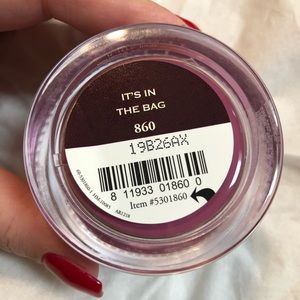 IT'S IN
THE BAG
860
19B26AX
8 11933 01860 0
Item #5301860